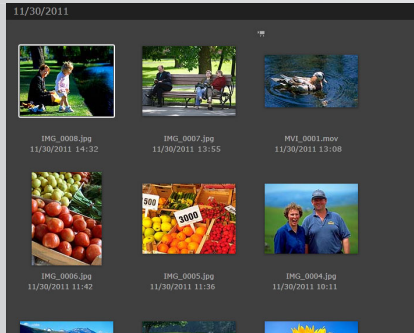 11/30/2011
IMG_0008.jpg
11/30/2011 14:32
IMG_0007.jpg
11/30/2011 13:55
MVI_0001.mov
11/30/2011 13:08
500
3000
IMG_0006.jpg
11/30/2011 11:42
IMG_0005.jpg
11/30/2011 11:36
IMG_0004.jpg
11/30/2011 10:11